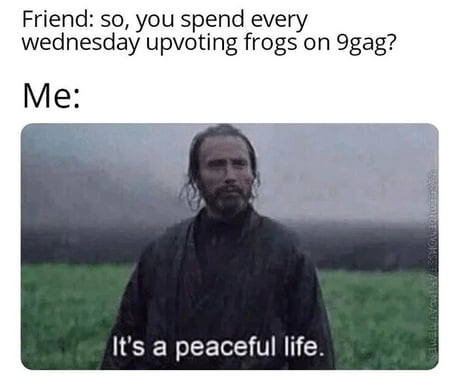 Friend: so, you spend every
wednesday upvoting frogs on 9gag?
Me:
It's a peaceful life.